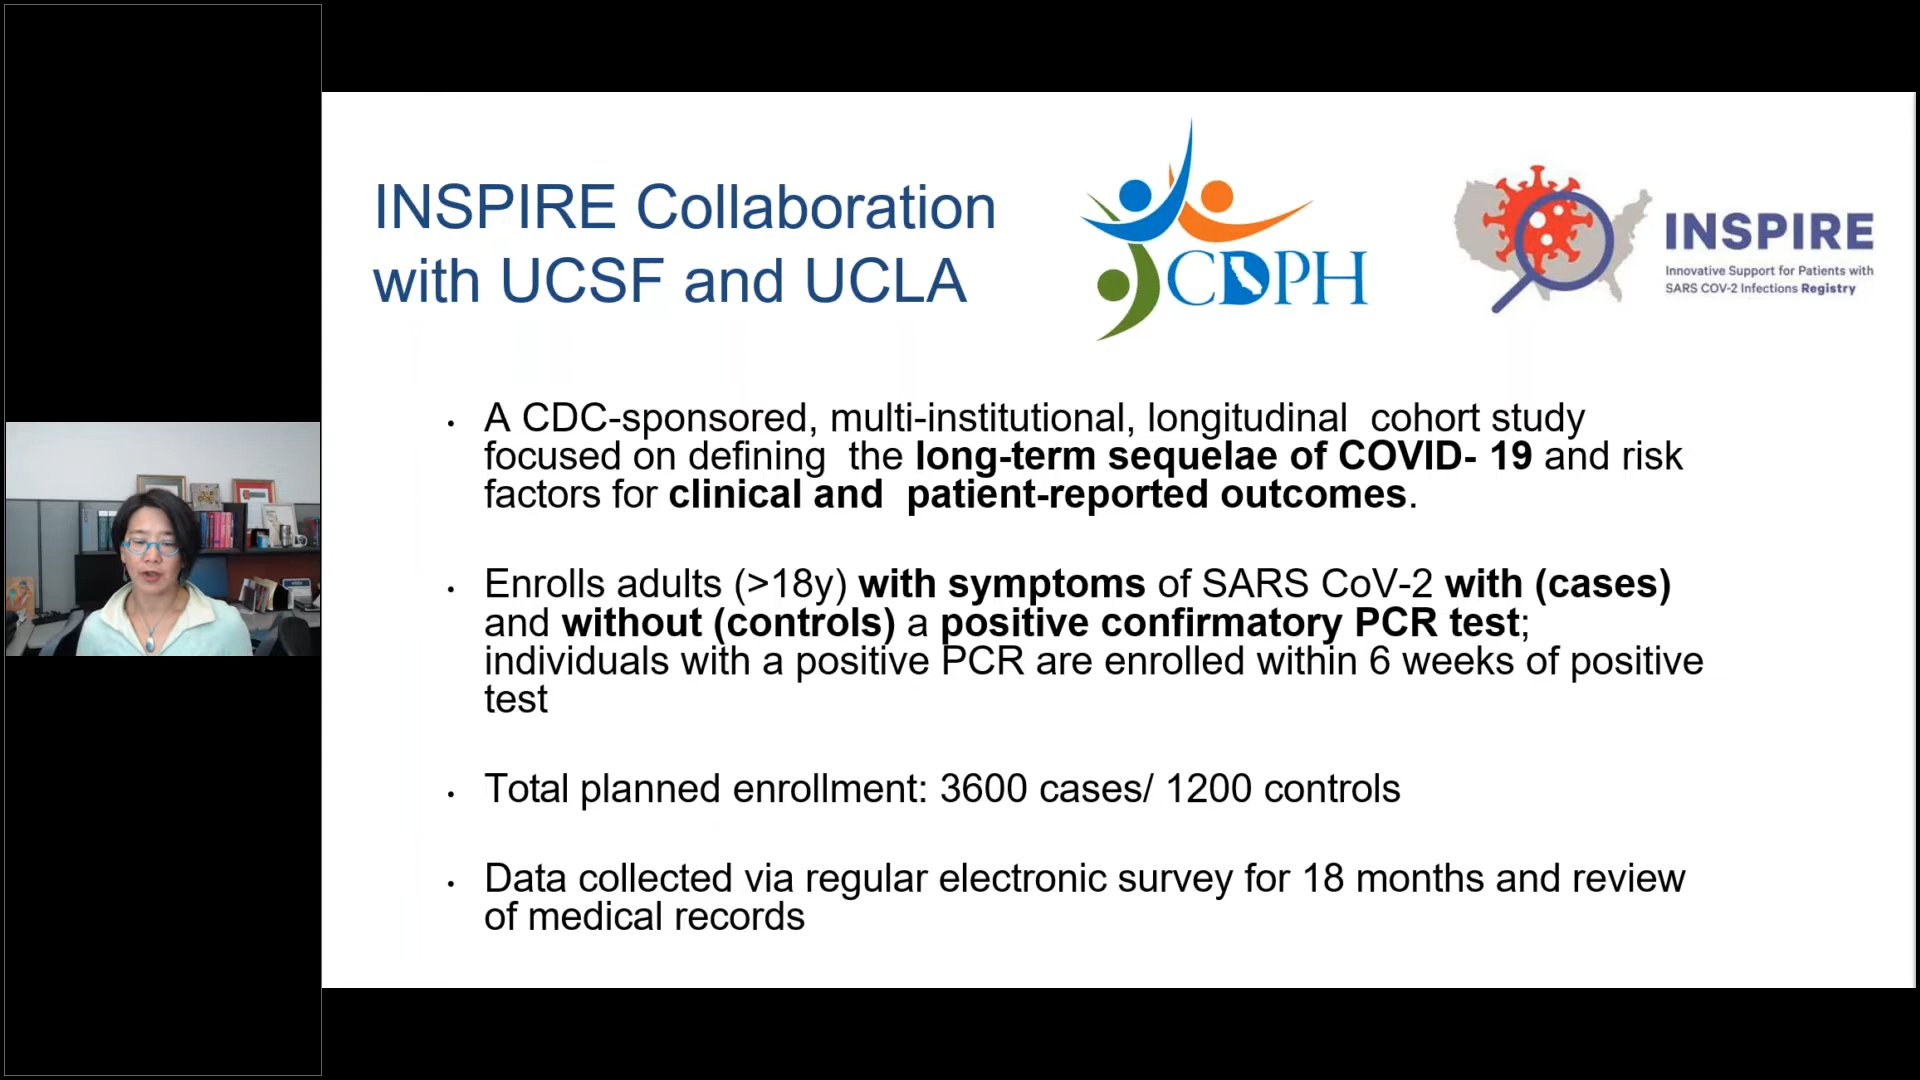 INSPIRE Collaboration
with UCSF and UCLA
CDPH
INSPIRE
Innovative Support for Patients with
SARS COV-2 Infections Registry
• A CDC-sponsored, multi-institutional, longitudinal  cohort study
focused on defining  the long-term sequelae of COVID- 19 and risk
factors for clinical and  patient-reported outcomes.
• Enrolls adults (>18y) with symptoms of SARS CoV-2 with (cases)
and without (controls) a positive confirmatory PCR test;
individuals with a positive PCR are enrolled within 6 weeks of positive
test
• Total planned enrollment: 3600 cases/ 1200 controls
• Data collected via regular electronic survey for 18 months and review
of medical records